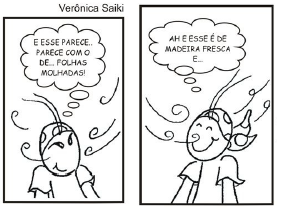 Verônica Saiki
E ESSE PARECE..
PARECE COM O
DE... FOLHAS
MOLHADAS!
AH E ESSE É DE
MADEIRA FRESCA
E...